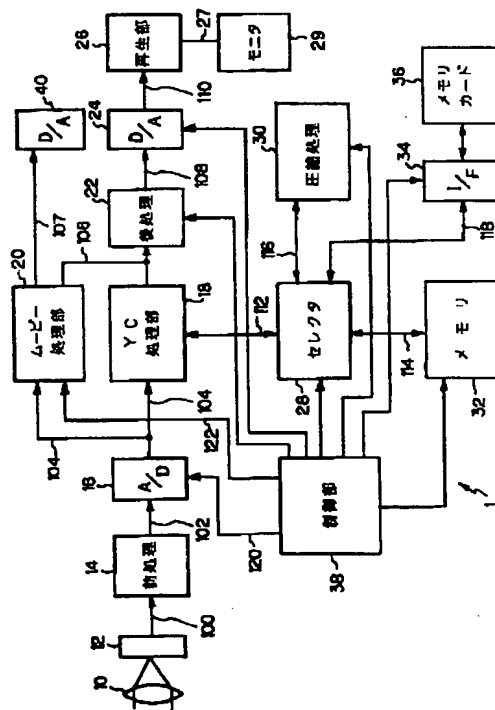 10
12
100
14
前処理
102
16
A/D
104
104
20
ムービー
処理部
107
40
D/A
106
18
YC
処理部
22
後処理
108
24
D/A
110
26
再生部
27
モニタ
29
120
122
38
制御部
28
セレクタ
112
116
30
圧縮処理
114
32
メモリ
118
34
I/F
36
メモリ
カード
1